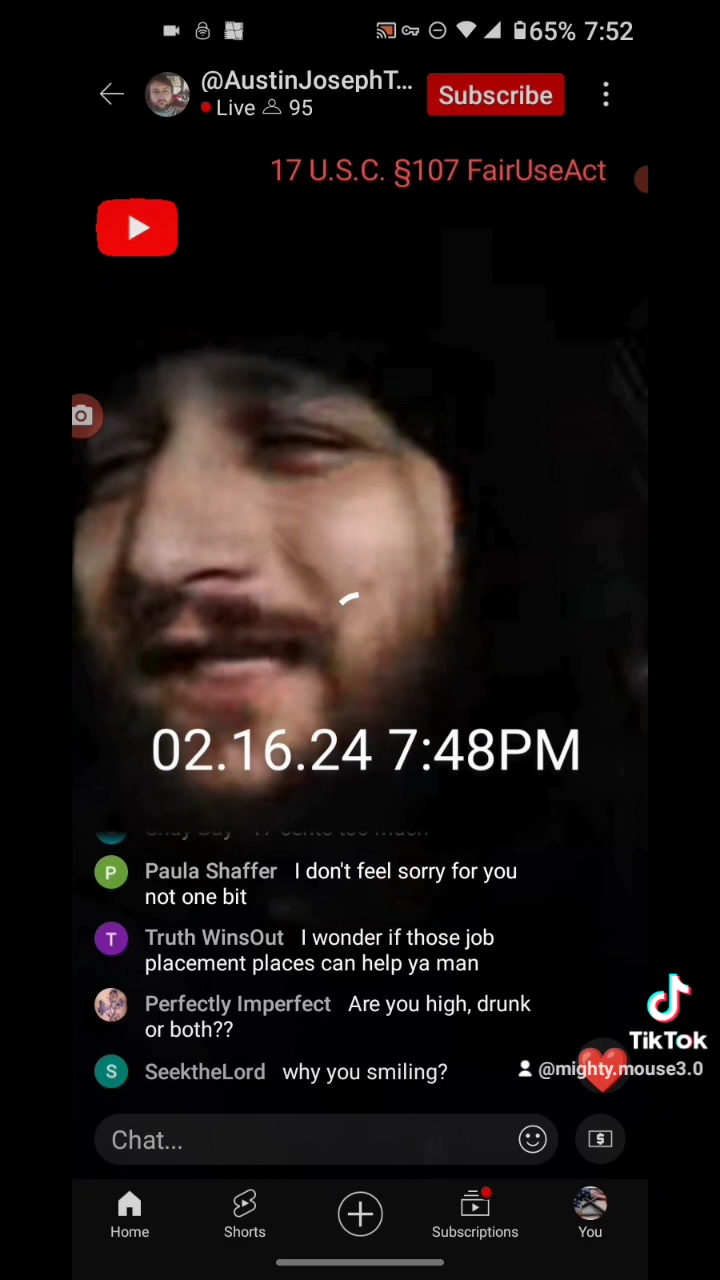 65% 7:52
@AustinJosephT...
Live 95
Subscribe
17 U.S.C. §107 FairUseAct
02.16.24 7:48PM
Paula Shaffer I don't feel sorry for you
not one bit
Truth WinsOut I wonder if those job
placement places can help ya man
Perfectly Imperfect Are you high, drunk
or both??
SeektheLord why you smiling?
TikTok
@mighty.mouse3.0
Chat...
Home
Shorts
Subscriptions
You